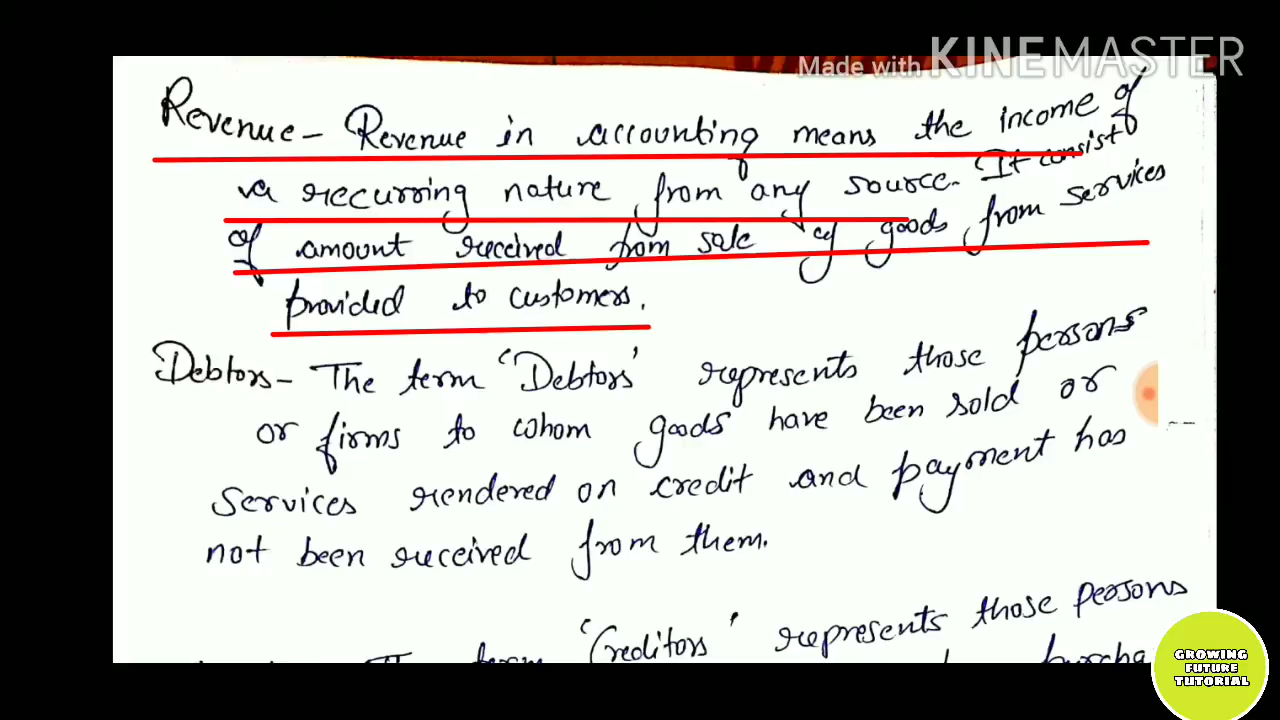 Made with KINEMASTER
Revenue - Revenue in accounting means the income of
a recurring nature from any source. It consist
of amount received from sale of goods from services
provided to customers.
Debtors - The term 'Debtors' represents those persons
or firms to whom goods have been sold or
services rendered on credit and payment has
not been received from them.
term 'Creditors' represents those persons
GROWING
FUTURE
TUTORIAL